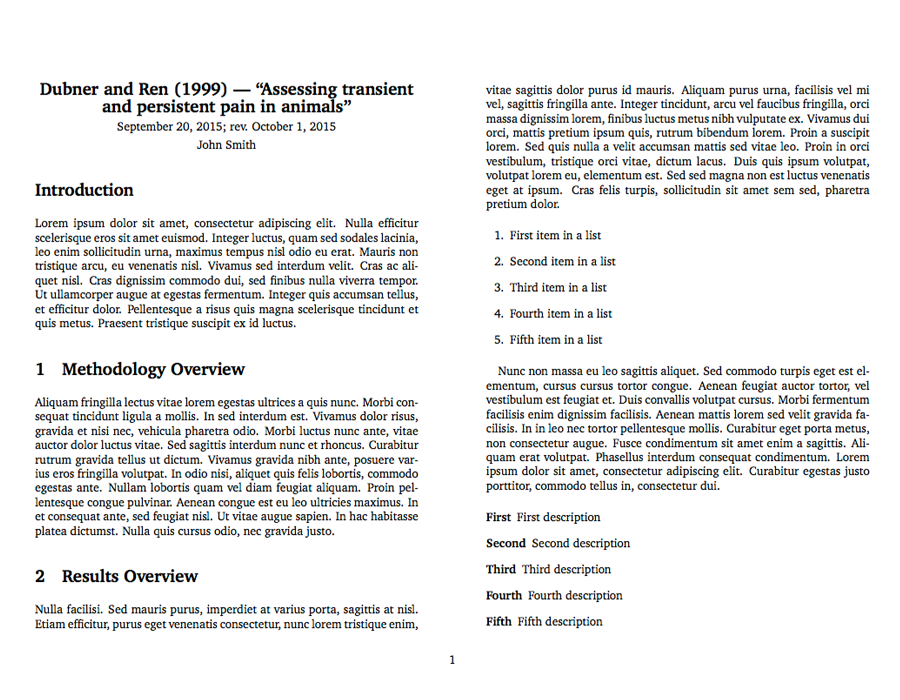 Dubner and Ren (1999) — “Assessing transient
and persistent pain in animals”
September 20, 2015; rev. October 1, 2015
John Smith
Introduction
Lorem ipsum dolor sit amet, consectetur adipiscing elit. Nulla efficitur
scelerisque eros sit amet euismod. Integer luctus, quam sed sodales lacinia,
leo enim sollicitudin urna, maximus tempus nisl odio eu erat. Mauris non
tristique arcu, eu venenatis nisl. Vivamus sed interdum velit. Cras ac ali-
quet nisl. Cras dignissim commodo dui, sed finibus nulla viverra tempor.
Ut ullamcorper augue at egestas fermentum. Integer quis accumsan tellus,
et efficitur dolor. Pellentesque a risus quis magna scelerisque tincidunt et
quis metus. Praesent tristique suscipit ex id luctus.
1 Methodology Overview
Aliquam fringilla lectus vitae lorem egestas ultrices a quis nunc. Morbi con-
sequat tincidunt ligula a mollis. In sed interdum est. Vivamus dolor risus,
gravida et nisi nec, vehicula pharetra odio. Morbi luctus nunc ante, vitae
auctor dolor luctus vitae. Sed sagittis interdum nunc et rhoncus. Curabitur
rutrum gravida tellus ut dictum. Vivamus gravida nibh ante, posuere var-
ius eros fringilla volutpat. In odio nisi, aliquet quis felis lobortis, commodo
egestas ante. Nullam lobortis quam vel diam feugiat aliquam. Proin pel-
lentesque congue pulvinar. Aenean congue est eu leo ultricies maximus. In
et consequat ante, sed feugiat nisl. Ut vitae augue sapien. In hac habitasse
platea dictumst. Nulla quis cursus odio, nec gravida justo.
2 Results Overview
Nulla facilisi. Sed mauris purus, imperdiet at varius porta, sagittis at nisl.
Etiam efficitur, purus eget venenatis consectetur, nunc lorem tristique enim,
vitae sagittis dolor purus id mauris. Aliquam purus urna, facilisis vel mi
vel, sagittis fringilla ante. Integer tincidunt, arcu vel faucibus fringilla, orci
massa dignissim lorem, finibus luctus metus nibh vulputate ex. Vivamus dui
orci, mattis pretium ipsum quis, rutrum bibendum lorem. Proin a suscipit
lorem. Sed quis nulla a velit accumsan mattis sed vitae leo. Proin in orci
vestibulum, tristique orci vitae, dictum lacus. Duis quis ipsum volutpat,
volutpat lorem eu, elementum est. Sed sed magna non est luctus venenatis
eget at ipsum. Cras felis turpis, sollicitudin sit amet sem sed, pharetra
pretium dolor.
1. First item in a list
2. Second item in a list
3. Third item in a list
4. Fourth item in a list
5. Fifth item in a list
Nunc non massa eu leo sagittis aliquet. Sed commodo turpis eget est el-
ementum, cursus cursus tortor congue. Aenean feugiat auctor tortor, vel
vestibulum est feugiat et. Duis convallis volutpat cursus. Morbi fermentum
facilisis enim dignissim facilisis. Aenean mattis lorem sed velit gravida fa-
cilisis. In in leo nec tortor pellentesque mollis. Curabitur eget porta metus,
non consectetur augue. Fusce condimentum sit amet enim a sagittis. Ali-
quam erat volutpat. Phasellus interdum consequat condimentum. Lorem
ipsum dolor sit amet, consectetur adipiscing elit. Curabitur egestas justo
porttitor, commodo tellus in, consectetur dui.
First First description
Second Second description
Third Third description
Fourth Fourth description
Fifth Fifth description
1